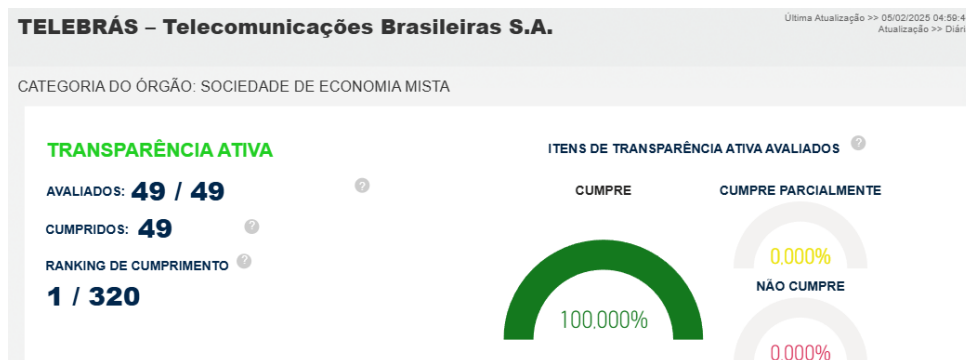 TELEBRÁS – Telecomunicações Brasileiras S.A.
Última Atualização >> 05/02/2025 04:59:4
Atualização >> Diári
CATEGORIA DO ÓRGÃO: SOCIEDADE DE ECONOMIA MISTA
TRANSPARÊNCIA ATIVA
AVALIADOS: 49 / 49 ?
CUMPRIDOS: 49 ?
RANKING DE CUMPRIMENTO ?
1 / 320
ITENS DE TRANSPARÊNCIA ATIVA AVALIADOS ?
CUMPRE
100,000%
CUMPRE PARCIALMENTE
0,000%
NÃO CUMPRE
0,000%